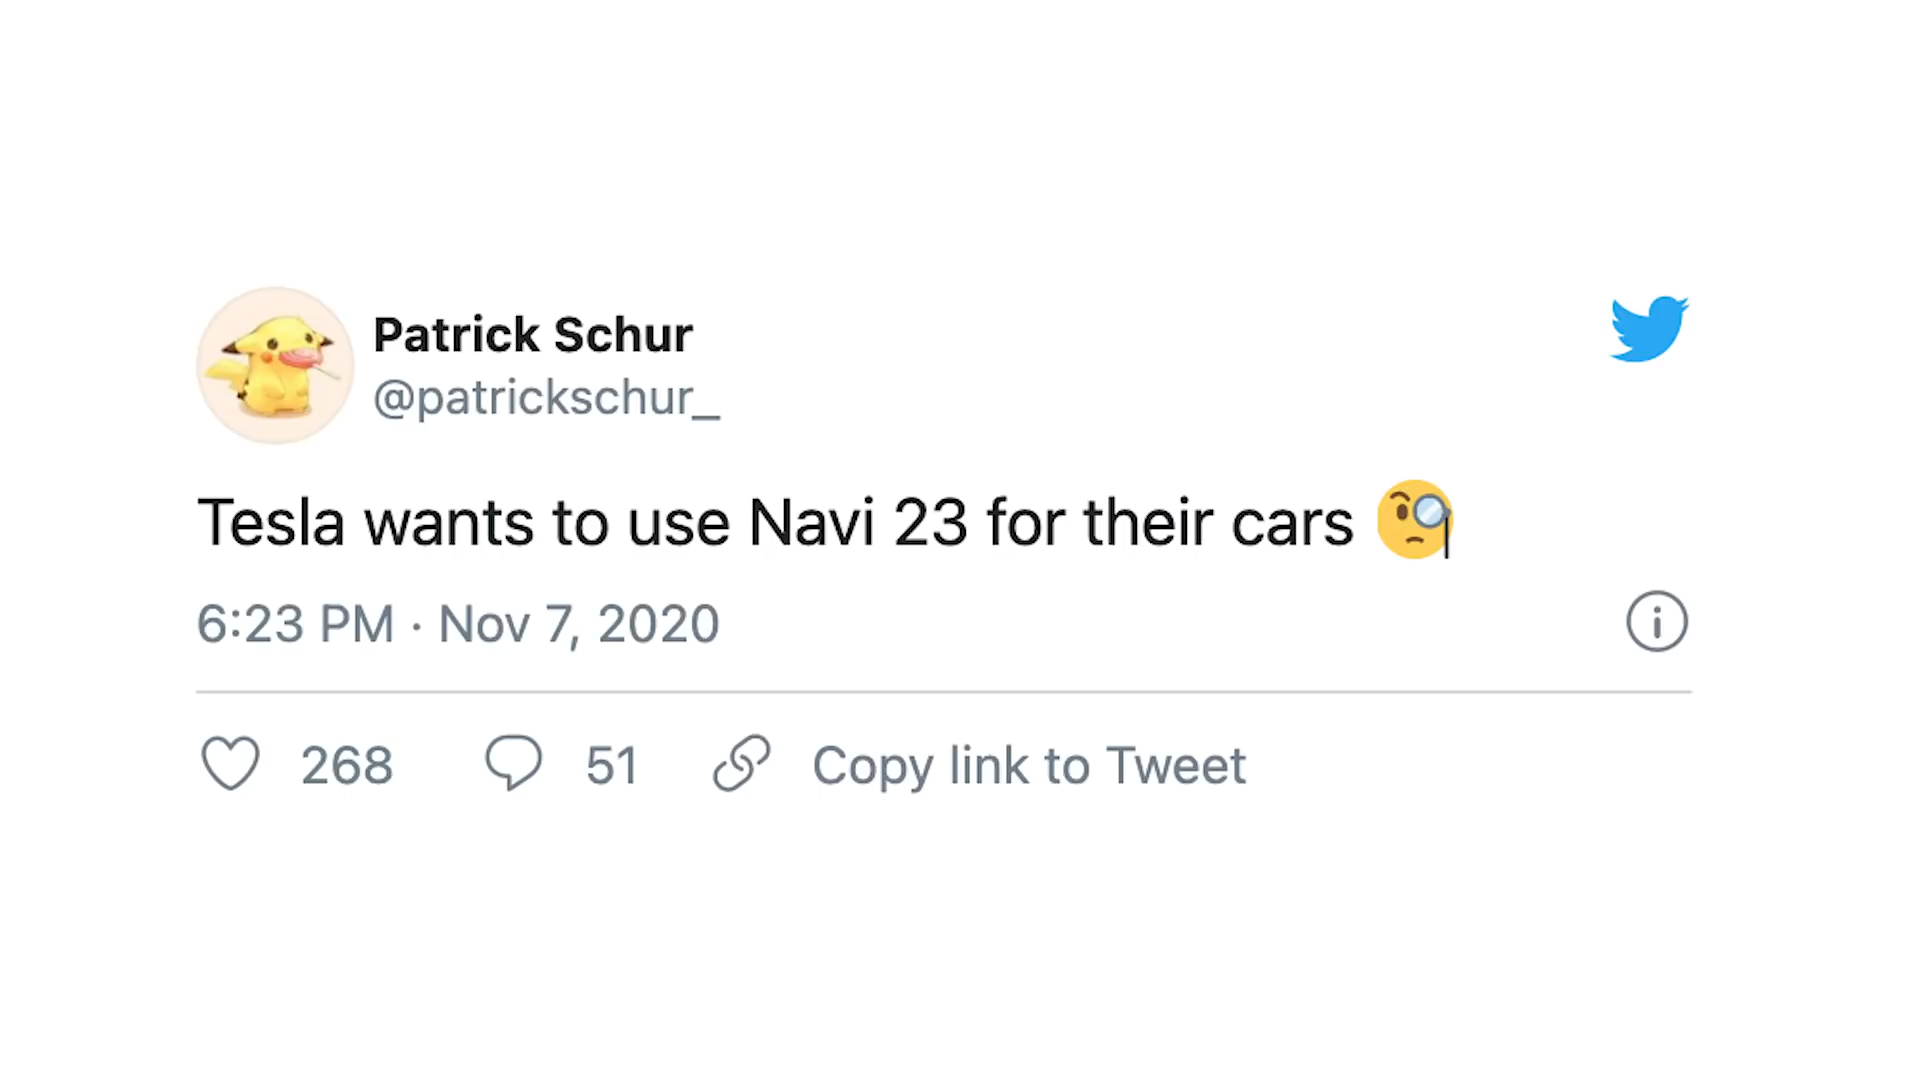 Patrick Schur
@patrickschur_
Tesla wants to use Navi 23 for their cars 🧐
6:23 PM · Nov 7, 2020
268 51 Copy link to Tweet